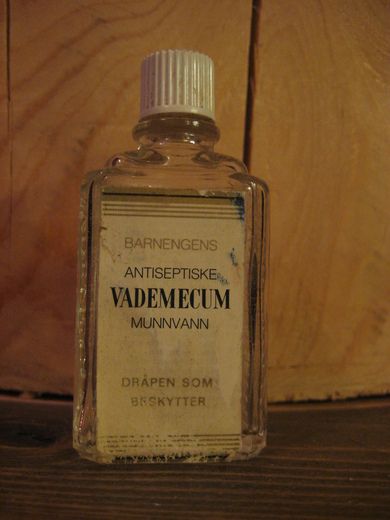 BARNENGENS
ANTISEPTISKE
VADEMECUM
MUNNVANN
DRÅPEN SOM
BESKYTTER